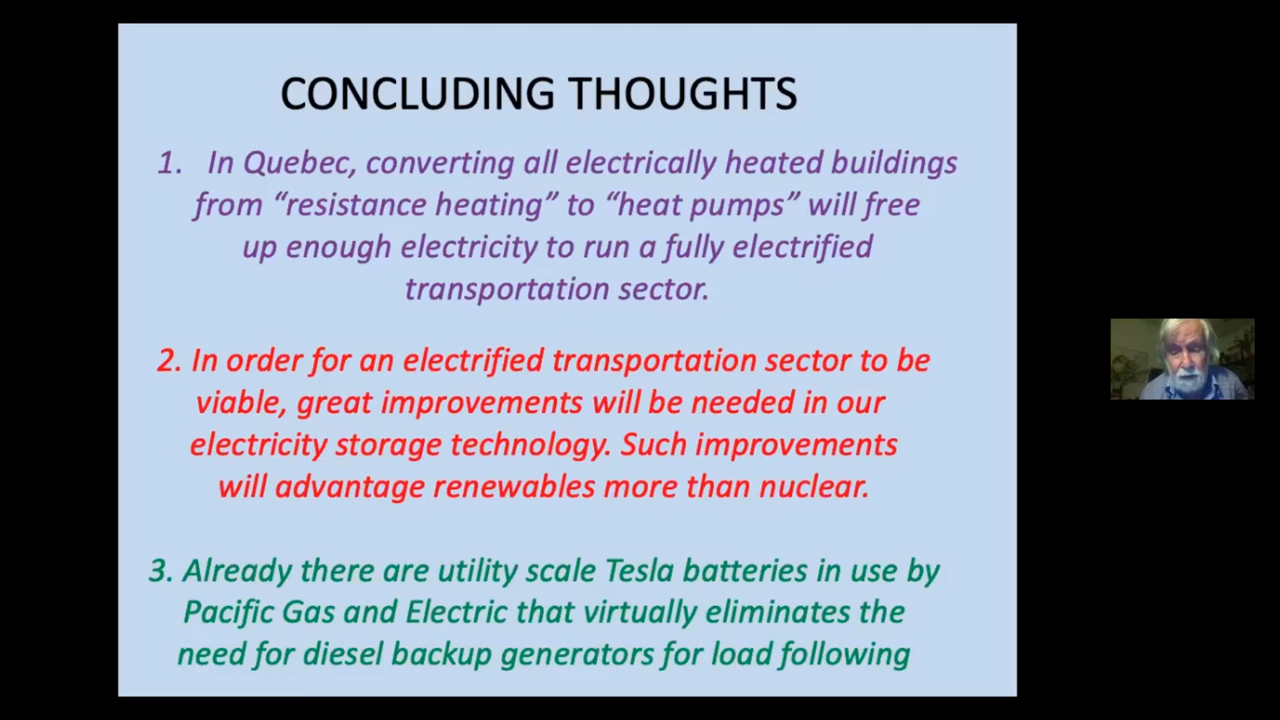 CONCLUDING THOUGHTS
1. In Quebec, converting all electrically heated buildings
from “resistance heating” to “heat pumps” will free
up enough electricity to run a fully electrified
transportation sector.
2. In order for an electrified transportation sector to be
viable, great improvements will be needed in our
electricity storage technology. Such improvements
will advantage renewables more than nuclear.
3. Already there are utility scale Tesla batteries in use by
Pacific Gas and Electric that virtually eliminates the
need for diesel backup generators for load following